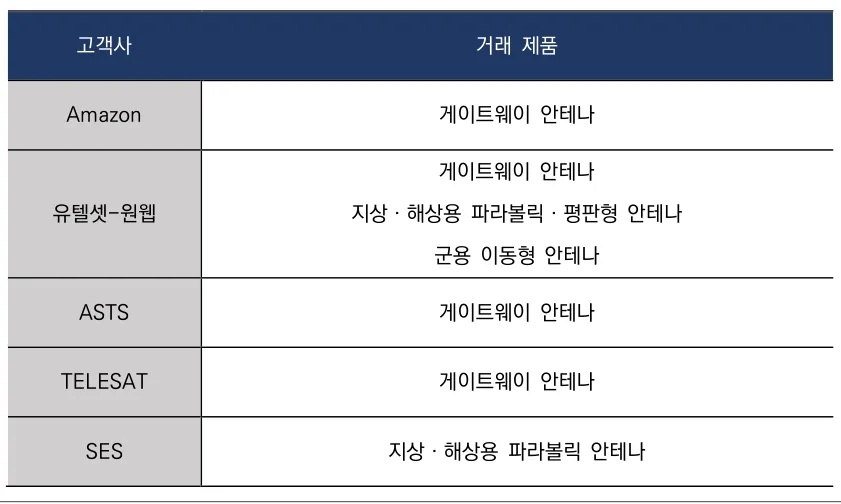 고객사 거래 제품
Amazon 게이트웨이 안테나
유텔셋-원웹 게이트웨이 안테나
지상·해상용 파라볼릭·평판형 안테나
군용 이동형 안테나
ASTS 게이트웨이 안테나
TELESAT 게이트웨이 안테나
SES 지상·해상용 파라볼릭 안테나